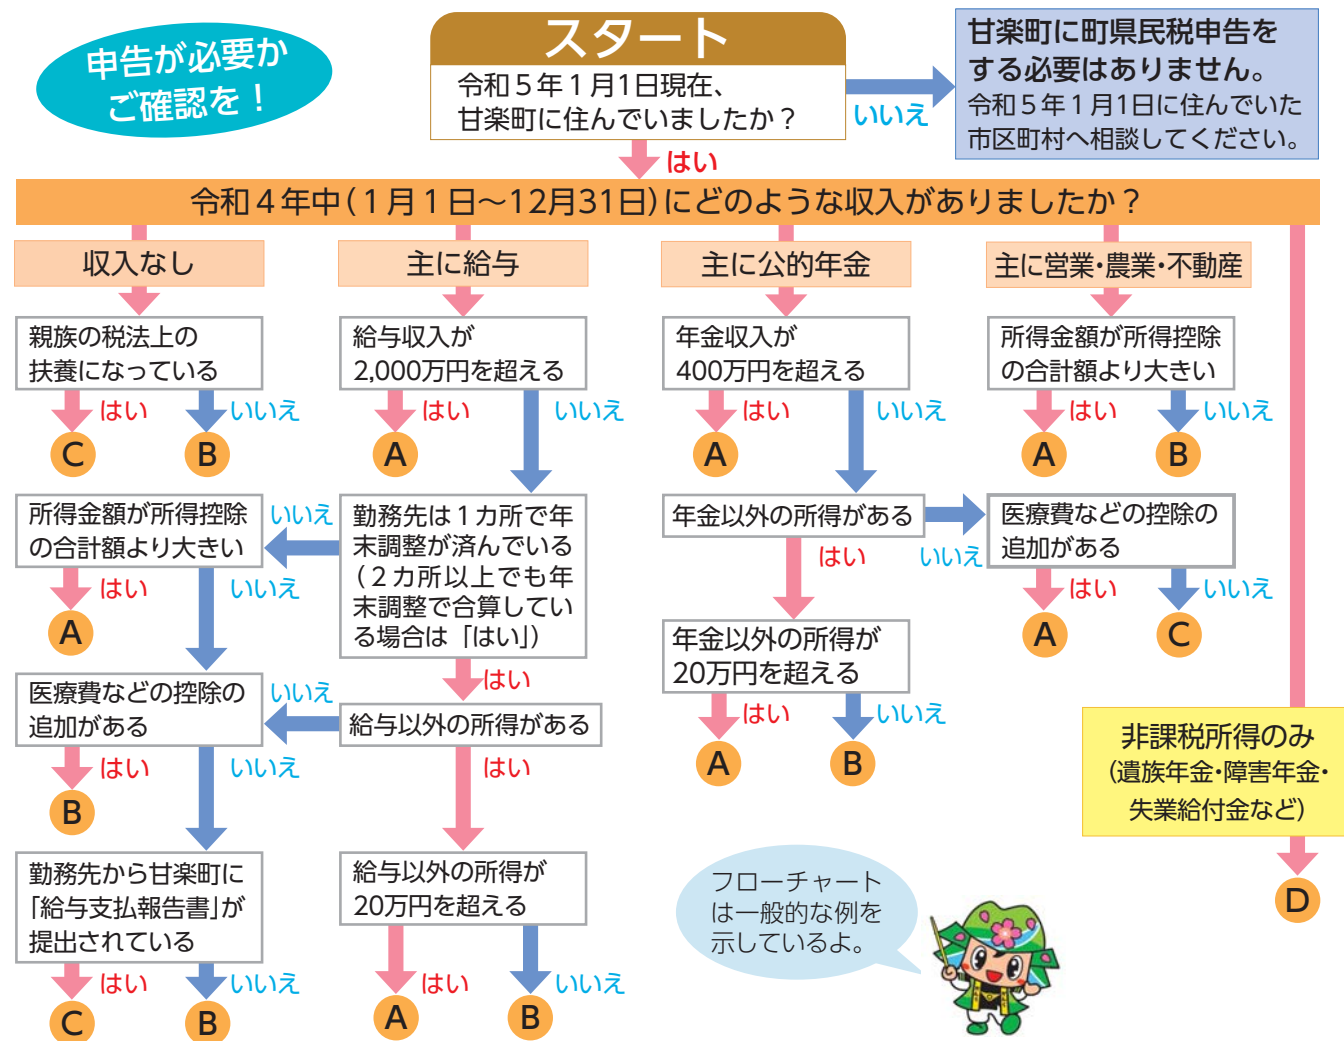 申告が必要か
ご確認を！
スタート
令和５年１月1日現在、
甘楽町に住んでいましたか？
いいえ
甘楽町に町県民税申告を
する必要はありません。
令和５年１月1日に住んでいた
市区町村へ相談してください。
はい
令和４年中(１月１日～12月31日)にどのような収入がありましたか？
収入なし
親族の税法上の
扶養になっている
はい
いいえ
C
B
主に給与
給与収入が
2,000万円を超える
はい
いいえ
A
勤務先は１カ所で年
末調整が済んでいる
（２カ所以上でも年
末調整で合算してい
る場合は「はい」）
いいえ
はい
所得金額が所得控除
の合計額より大きい
はい
いいえ
A
給与以外の所得がある
いいえ
はい
医療費などの控除の
追加がある
はい
いいえ
B
勤務先から甘楽町に
「給与支払報告書」が
提出されている
はい
いいえ
C
B
給与以外の所得が
20万円を超える
はい
いいえ
A
B
主に公的年金
年金収入が
400万円を超える
はい
いいえ
A
年金以外の所得がある
はい
いいえ
年金以外の所得が
20万円を超える
はい
いいえ
A
B
医療費などの控除の
追加がある
はい
いいえ
A
C
主に営業・農業・不動産
所得金額が所得控除
の合計額より大きい
はい
いいえ
A
B
非課税所得のみ
（遺族年金・障害年金・
失業給付金など）
D
フローチャート
は一般的な例を
示しているよ。